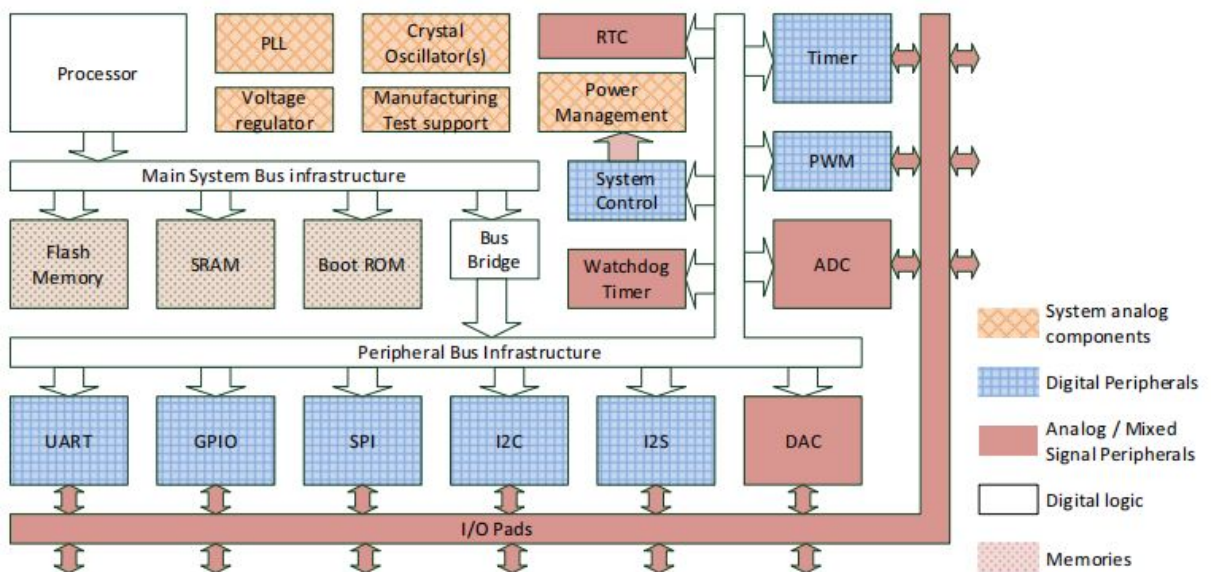 Processor
PLL
Crystal
Oscillator(s)
RTC
Timer
Voltage
regulator
Manufacturing
Test support
Power
Management
Main System Bus infrastructure
System
Control
PWM
Flash
Memory
SRAM
Boot ROM
Bus
Bridge
Watchdog
Timer
ADC
Peripheral Bus Infrastructure
UART
GPIO
SPI
I2C
I2S
DAC
I/O Pads
System analog
components
Digital Peripherals
Analog / Mixed
Signal Peripherals
Digital logic
Memories